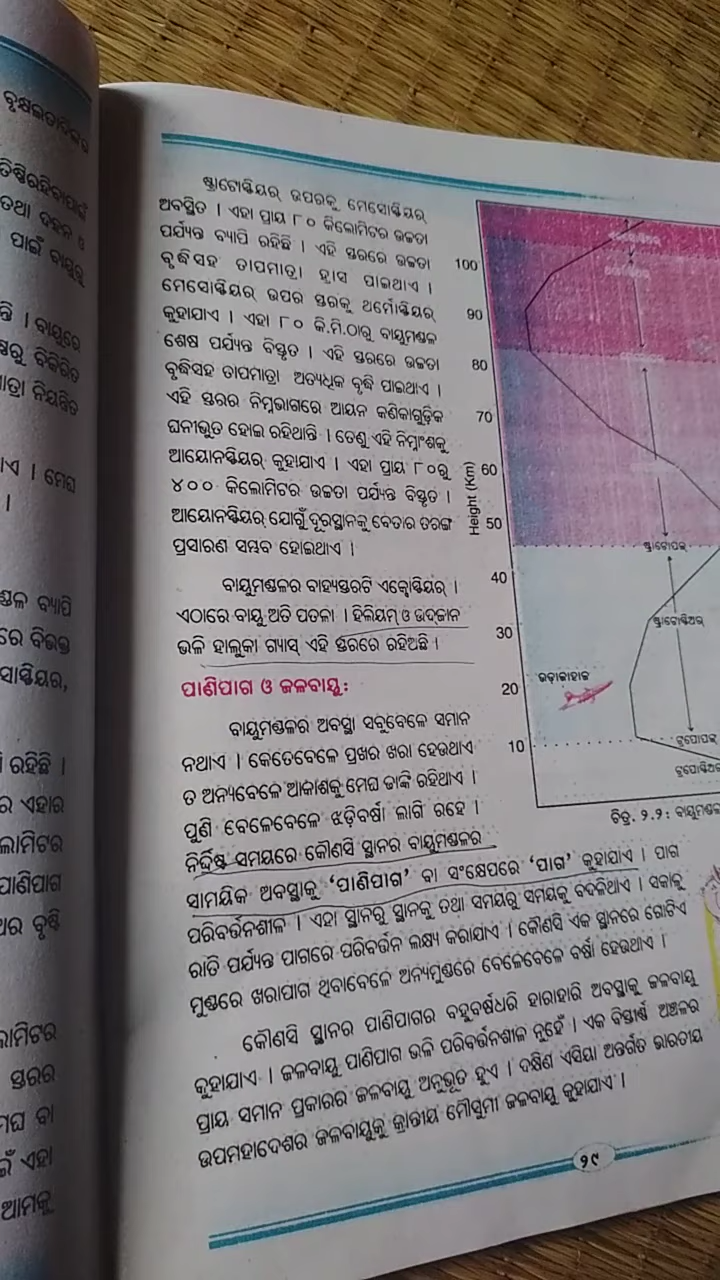 ଷ୍ଟ୍ରାଟୋସ୍ଫିୟର୍ ଉପରକୁ ମେସୋସ୍ଫିୟର୍
ଅବସ୍ଥିତ । ଏହା ପ୍ରାୟ ୮୦ କିଲୋମିଟର ଉଚ୍ଚତା
ପର୍ଯ୍ୟନ୍ତ ବ୍ୟାପି ରହିଛି । ଏହି ସ୍ତରରେ ଉଚ୍ଚତା
ବୃଦ୍ଧିସହ ତାପମାତ୍ରା ହ୍ରାସ ପାଇଥାଏ ।
ମେସୋସ୍ଫିୟର୍ ଉପର ସ୍ତରକୁ ଥର୍ମୋସ୍ଫିୟର୍
କୁହାଯାଏ । ଏହା ୮୦ କି.ମି.ଠାରୁ ବାୟୁମଣ୍ଡଳ
ଶେଷ ପର୍ଯ୍ୟନ୍ତ ବିସ୍ତୃତ । ଏହି ସ୍ତରରେ ଉଚ୍ଚତା
ବୃଦ୍ଧିସହ ତାପମାତ୍ରା ଅତ୍ୟଧିକ ବୃଦ୍ଧି ପାଇଥାଏ ।
ଏହି ସ୍ତରର ନିମ୍ନଭାଗରେ ଆୟନ କଣିକାଗୁଡ଼ିକ
ଘନୀଭୁତ ହୋଇ ରହିଥାନ୍ତି । ତେଣୁ ଏହି ନିମ୍ନାଂଶକୁ
ଆୟୋନସ୍ଫିୟର୍ କୁହାଯାଏ । ଏହା ପ୍ରାୟ ୮୦ରୁ
୪୦୦ କିଲୋମିଟର ଉଚ୍ଚତା ପର୍ଯ୍ୟନ୍ତ ବିସ୍ତୃତ ।
ଆୟୋନସ୍ଫିୟର୍ ଯୋଗୁଁ ଦୂରସ୍ଥାନକୁ ବେତାର ତରଙ୍ଗ
ପ୍ରସାରଣ ସମ୍ଭବ ହୋଇଥାଏ ।
ବାୟୁମଣ୍ଡଳର ବାହ୍ୟସ୍ତରଟି ଏକ୍ସୋସ୍ଫିୟର୍ ।
ଏଠାରେ ବାୟୁ ଅତି ପତଳା । ହିଲିୟମ୍ ଓ ଉଦ୍‌ଜାନ
ଭଳି ହାଲୁକା ଗ୍ୟାସ୍ ଏହି ସ୍ତରରେ ରହିଅଛି ।
ପାଣିପାଗ ଓ ଜଳବାୟୁ:
ବାୟୁମଣ୍ଡଳର ଅବସ୍ଥା ସବୁବେଳେ ସମାନ
ନଥାଏ । କେତେବେଳେ ପ୍ରଖର ଖରା ହେଉଥାଏ
ତ ଅନ୍ୟବେଳେ ଆକାଶକୁ ମେଘ ଢାଙ୍କି ରହିଥାଏ ।
ପୁଣି ବେଳେବେଳେ ଝଡ଼ିବର୍ଷା ଲାଗି ରହେ ।
ନିର୍ଦ୍ଦିଷ୍ଟ ସମୟରେ କୌଣସି ସ୍ଥାନର ବାୟୁମଣ୍ଡଳର
ସାମୟିକ ଅବସ୍ଥାକୁ ‘ପାଣିପାଗ’ ବା ସଂକ୍ଷେପରେ ‘ପାଗ’ କୁହାଯାଏ । ପାଗ
ପରିବର୍ତ୍ତନଶୀଳ । ଏହା ସ୍ଥାନରୁ ସ୍ଥାନକୁ ତଥା ସମୟରୁ ସମୟକୁ ବଦଳିଥାଏ । ସକାଳୁ
ରାତି ପର୍ଯ୍ୟନ୍ତ ପାଗରେ ପରିବର୍ତ୍ତନ ଲକ୍ଷ୍ୟ କରାଯାଏ । କୌଣସି ଏକ ସ୍ଥାନରେ ଗୋଟିଏ
ମୁଣ୍ଡରେ ଖରାପାଗ ଥିବାବେଳେ ଅନ୍ୟମୁଣ୍ଡରେ ବେଳେବେଳେ ବର୍ଷା ହେଉଥାଏ ।
କୌଣସି ସ୍ଥାନର ପାଣିପାଗର ବହୁବର୍ଷଧରି ହାରାହାରି ଅବସ୍ଥାକୁ ଜଳବାୟୁ
କୁହାଯାଏ । ଜଳବାୟୁ ପାଣିପାଗ ଭଳି ପରିବର୍ତ୍ତନଶୀଳ ନୁହେଁ । ଏକ ବିସ୍ତୀର୍ଣ୍ଣ ଅଞ୍ଚଳର
ପ୍ରାୟ ସମାନ ପ୍ରକାରର ଜଳବାୟୁ ଅନୁଭୂତ ହୁଏ । ଦକ୍ଷିଣ ଏସିଆ ଅନ୍ତର୍ଗତ ଭାରତୀୟ
ଉପମହାଦେଶର ଜଳବାୟୁକୁ କ୍ରାନ୍ତୀୟ ମୌସୁମୀ ଜଳବାୟୁ କୁହାଯାଏ ।
୨୯
100
90
80
70
60
50
40
30
20
10
Height (Km)
ଷ୍ଟ୍ରାଟୋପଜ୍
ଷ୍ଟ୍ରାଟୋସ୍ଫିଅର୍
ଉଡ଼ାଜାହାଜ
ଟ୍ରପୋପଜ୍
ଚିତ୍ର. ୨.୨: ବାୟୁମଣ୍ଡଳ